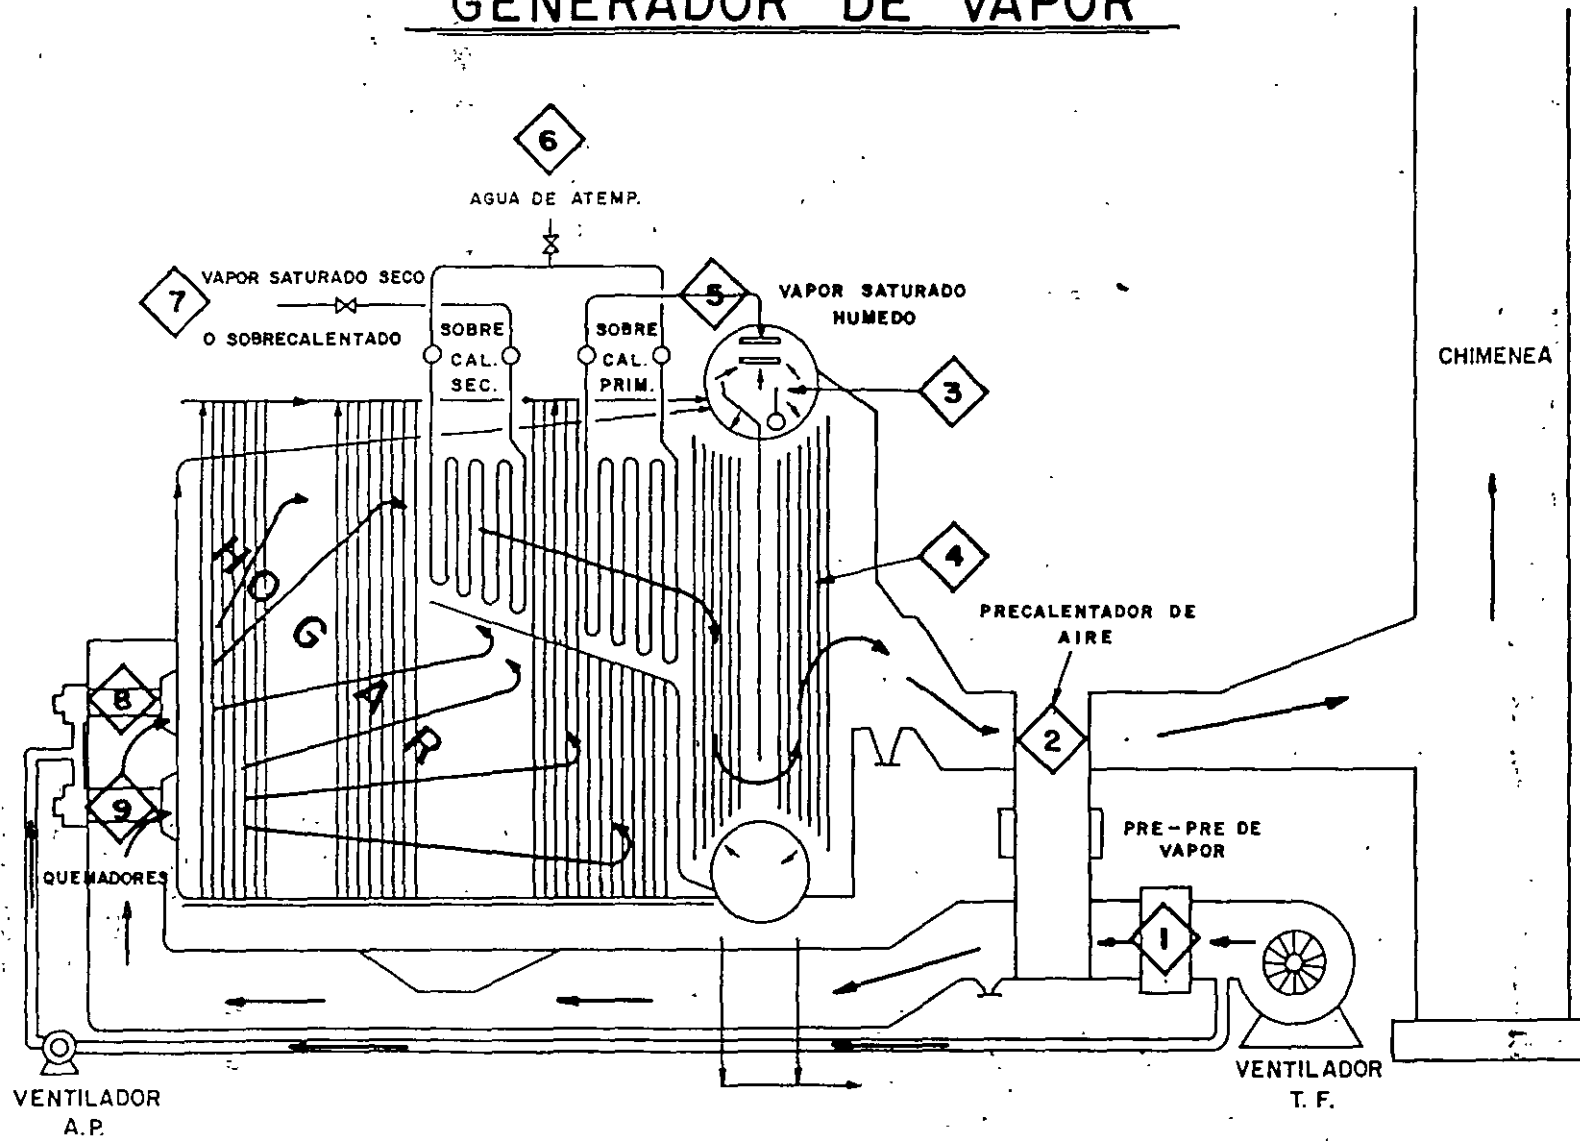 GENERADOR DE VAPOR
6
AGUA DE ATEMP.
7
VAPOR SATURADO SECO
O SOBRECALENTADO
5
VAPOR SATURADO
HUMEDO
SOBRE
CAL.
SEC.
SOBRE
CAL.
PRIM.
3
CHIMENEA
4
HOGAR
PRECALENTADOR DE
AIRE
2
8
9
QUEMADORES
PRE-PRE DE
VAPOR
1
VENTILADOR
A.P.
VENTILADOR
T. F.